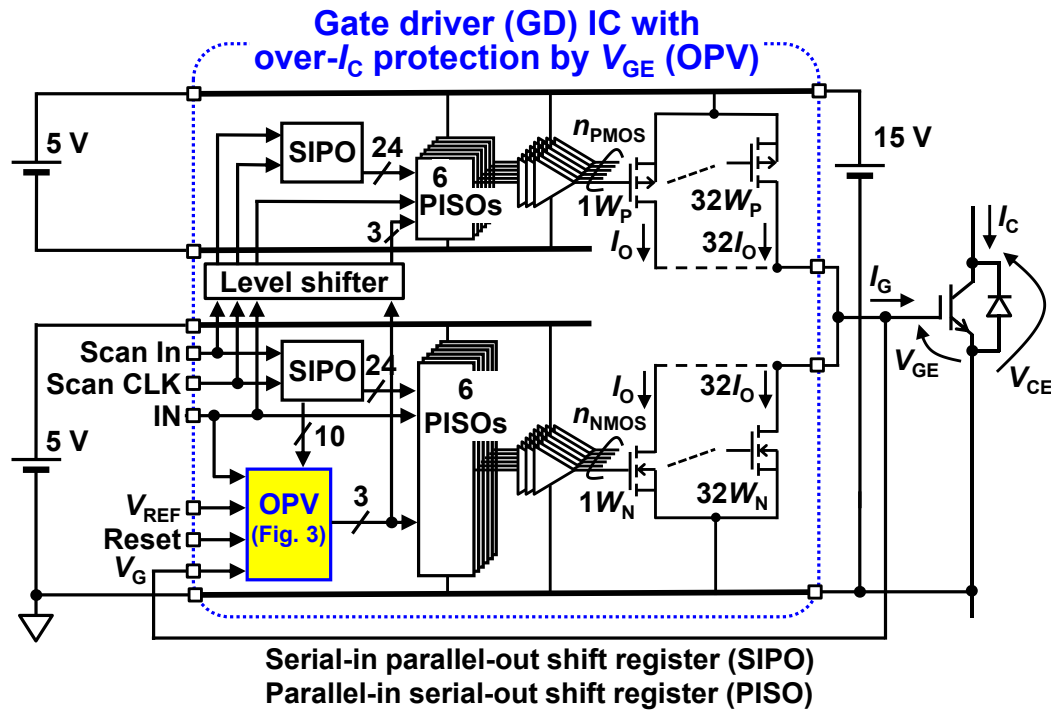 Gate driver (GD) IC with
over-IC protection by VGE (OPV)
5 V
SIPO
24
6
PISOs
3
nPMOS
1WP
32WP
IO
32IO
15 V
IC
Level shifter
IG
VGE
VCE
Scan In
Scan CLK
IN
SIPO
24
10
6
PISOs
nNMOS
IO
32IO
1WN
32WN
5 V
VREF
Reset
VG
OPV
(Fig. 3)
3
Serial-in parallel-out shift register (SIPO)
Parallel-in serial-out shift register (PISO)